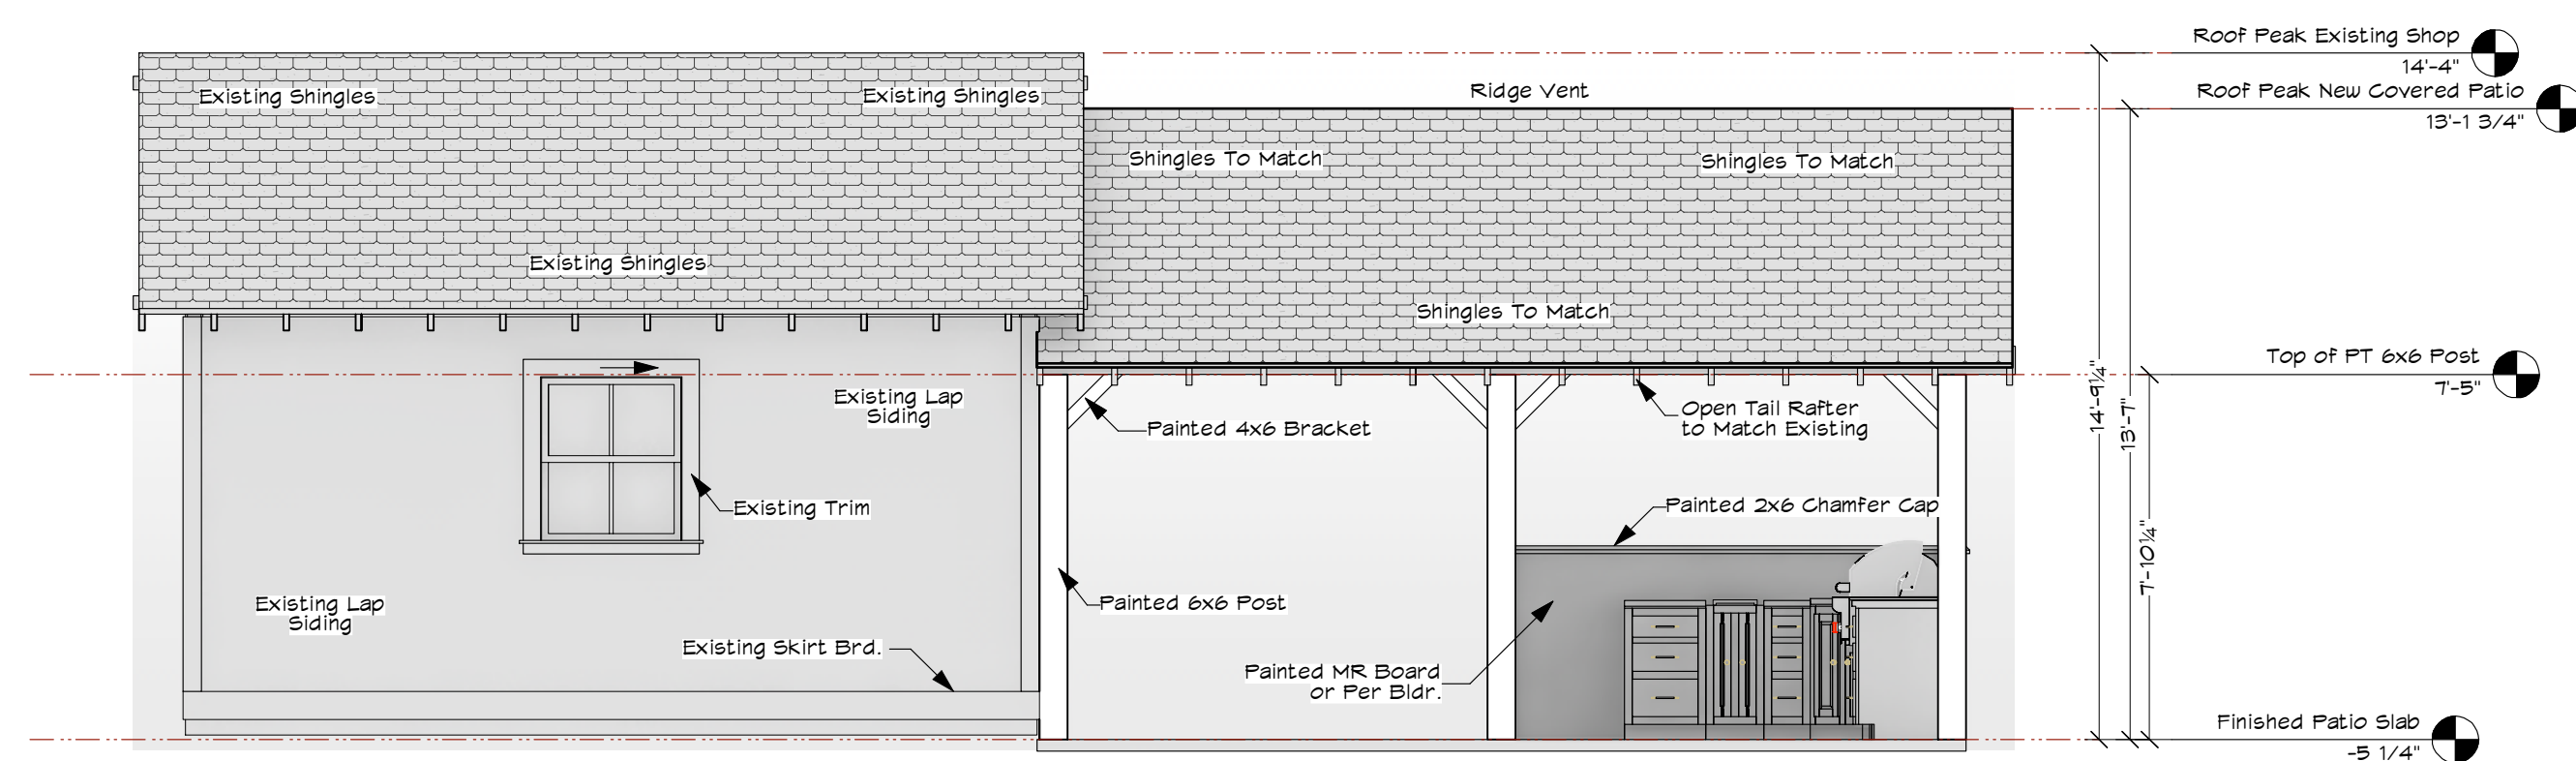 Roof Peak Existing Shop
14'-4"
Ridge Vent
Roof Peak New Covered Patio
13'-1 3/4"
Existing Shingles
Existing Shingles
Shingles To Match
Shingles To Match
Existing Shingles
Shingles To Match
Top of PT 6x6 Post
7'-5"
14'-9¼"
13'-7"
Existing Lap
Siding
Painted 4x6 Bracket
Open Tail Rafter
to Match Existing
Existing Trim
Painted 2x6 Chamfer Cap
7'-10¼"
Existing Lap
Siding
Painted 6x6 Post
Existing Skirt Brd.
Painted MR Board
or Per Bldr.
Finished Patio Slab
-5 1/4"